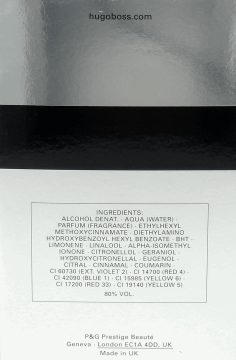 hugoboss.com
INGREDIENTS:
ALCOHOL DENAT. · AQUA (WATER) ·
PARFUM (FRAGRANCE) · ETHYLHEXYL
METHOXYCINNAMATE · DIETHYLAMINO
HYDROXYBENZOYL HEXYL BENZOATE · BHT ·
LIMONENE · LINALOOL · ALPHA-ISOMETHYL
IONONE · CITRONELLOL · GERANIOL ·
HYDROXYCITRONELLAL · EUGENOL ·
CITRAL · CINNAMAL · COUMARIN ·
CI 60730 (EXT. VIOLET 2) · CI 14700 (RED 4) ·
CI 42090 (BLUE 1) · CI 15985 (YELLOW 6) ·
CI 17200 (RED 33) · CI 19140 (YELLOW 5)
80% VOL.
P&G Prestige Beauté
Geneva · London EC1A 4DD, UK
Made in UK